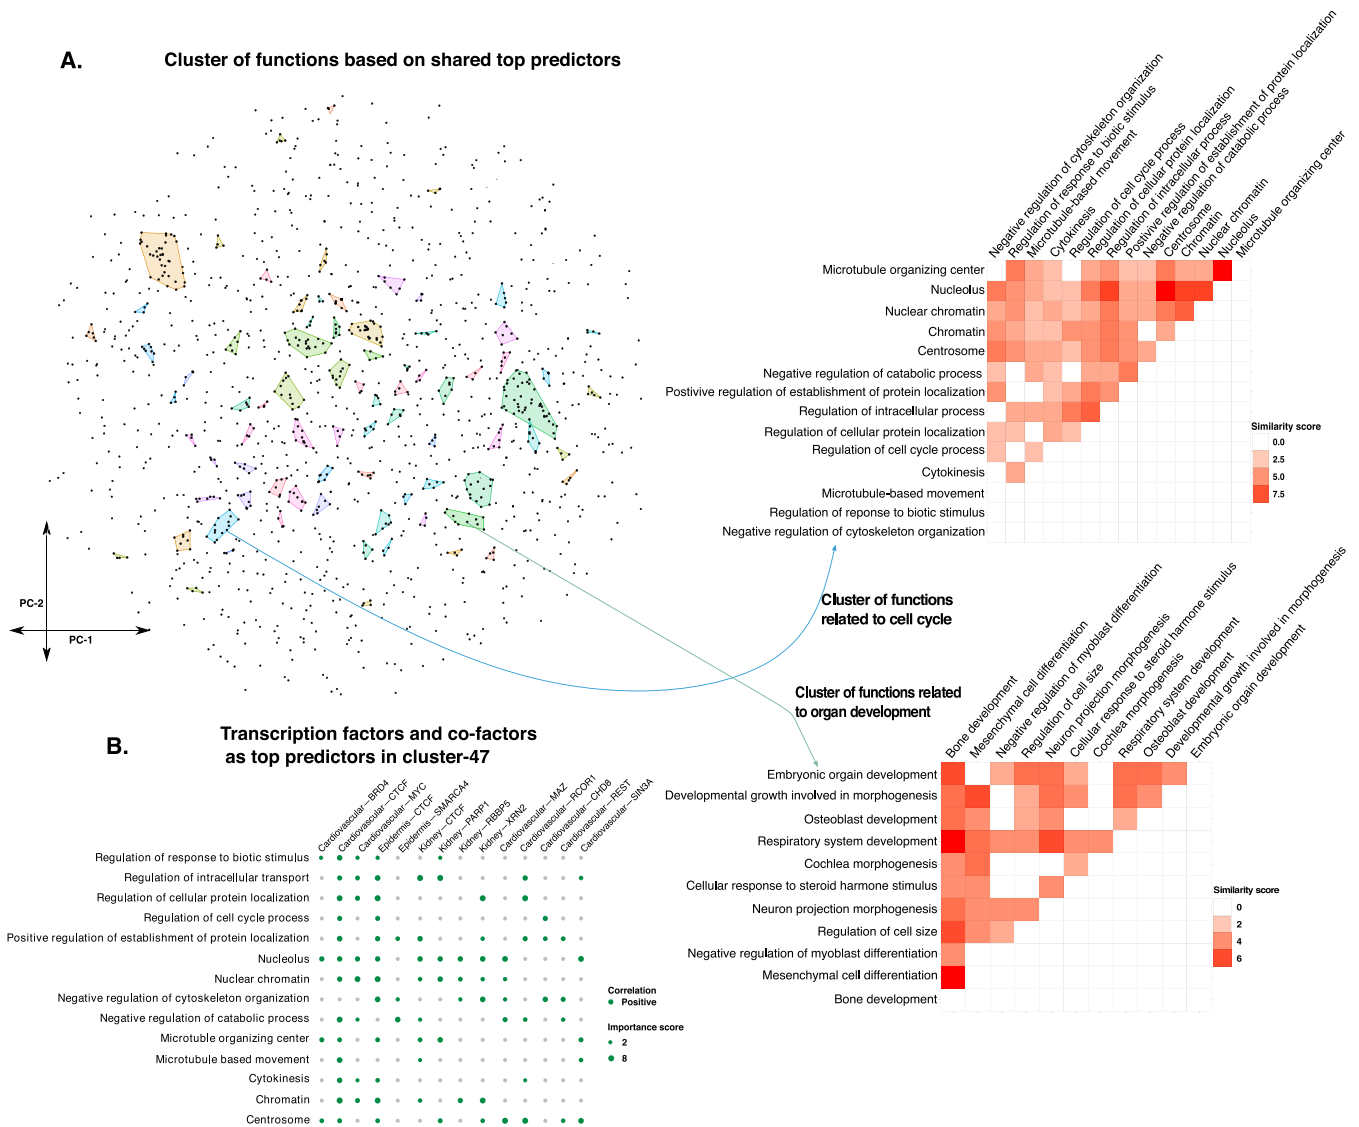 A.
Cluster of functions based on shared top predictors
PC-2
PC-1
Negative regulation of cytoskeleton organization
Regulation of response to biotic stimulus
Microtubule-based movement
Cytokinesis
Regulation of cell cycle process
Regulation of cellular protein localization
Regulation of intracellular process
Postivive regulation of establishment of protein localization
Negative regulation of catabolic process
Centrosome
Chromatin
Nuclear chromatin
Nucleolus
Microtubule organizing center
Microtubule organizing center
Nucleolus
Nuclear chromatin
Chromatin
Centrosome
Negative regulation of catabolic process
Postivive regulation of establishment of protein localization
Regulation of intracellular process
Regulation of cellular protein localization
Regulation of cell cycle process
Cytokinesis
Microtubule-based movement
Regulation of reponse to biotic stimulus
Negative regulation of cytoskeleton organization
Similarity score
0.0
2.5
5.0
7.5
Cluster of functions
related to cell cycle
Cluster of functions related
to organ development
Bone development
Mesenchymal cell differentiation
Negative regulation of myoblast differentiation
Regulation of cell size
Neuron projection morphogenesis
Cellular response to steroid harmone stimulus
Cochlea morphogenesis
Respiratory system development
Osteoblast development
Developmental growth involved in morphogenesis
Embryonic orgain development
Embryonic orgain development
Developmental growth involved in morphogenesis
Osteoblast development
Respiratory system development
Cochlea morphogenesis
Cellular response to steroid harmone stimulus
Neuron projection morphogenesis
Regulation of cell size
Negative regulation of myoblast differentiation
Mesenchymal cell differentiation
Bone development
Similarity score
0
2
4
6
B.
Transcription factors and co-factors
as top predictors in cluster-47
Cardiovascular—BRD4
Cardiovascular—CTCF
Cardiovascular—MYC
Epidermis—CTCF
Epidermis—SMARCA4
Kidney—CTCF
Kidney—PARP1
Kidney—RBBP5
Kidney—XRN2
Cardiovascular—MAZ
Cardiovascular—RCOR1
Cardiovascular—CHD8
Cardiovascular—REST
Cardiovascular—SIN3A
Regulation of response to biotic stimulus
Regulation of intracellular transport
Regulation of cellular protein localization
Regulation of cell cycle process
Positive regulation of establishment of protein localization
Nucleolus
Nuclear chromatin
Negative regulation of cytoskeleton organization
Negative regulation of catabolic process
Microtuble organizing center
Microtubule based movement
Cytokinesis
Chromatin
Centrosome
Correlation
Positive
Importance score
2
8